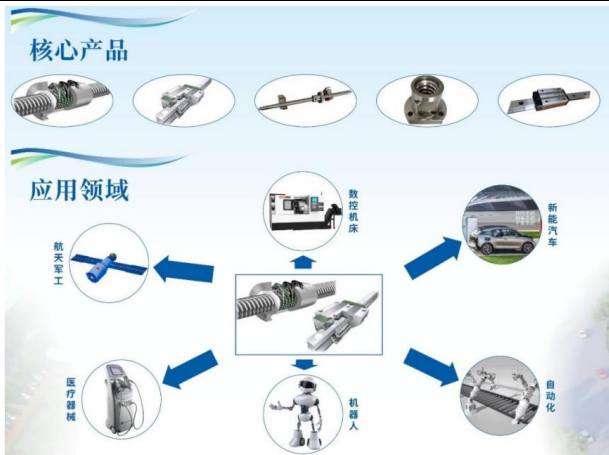 核心产品
应用领域
数控机床
新能汽车
航天军工
医疗器械
机器人
自动化